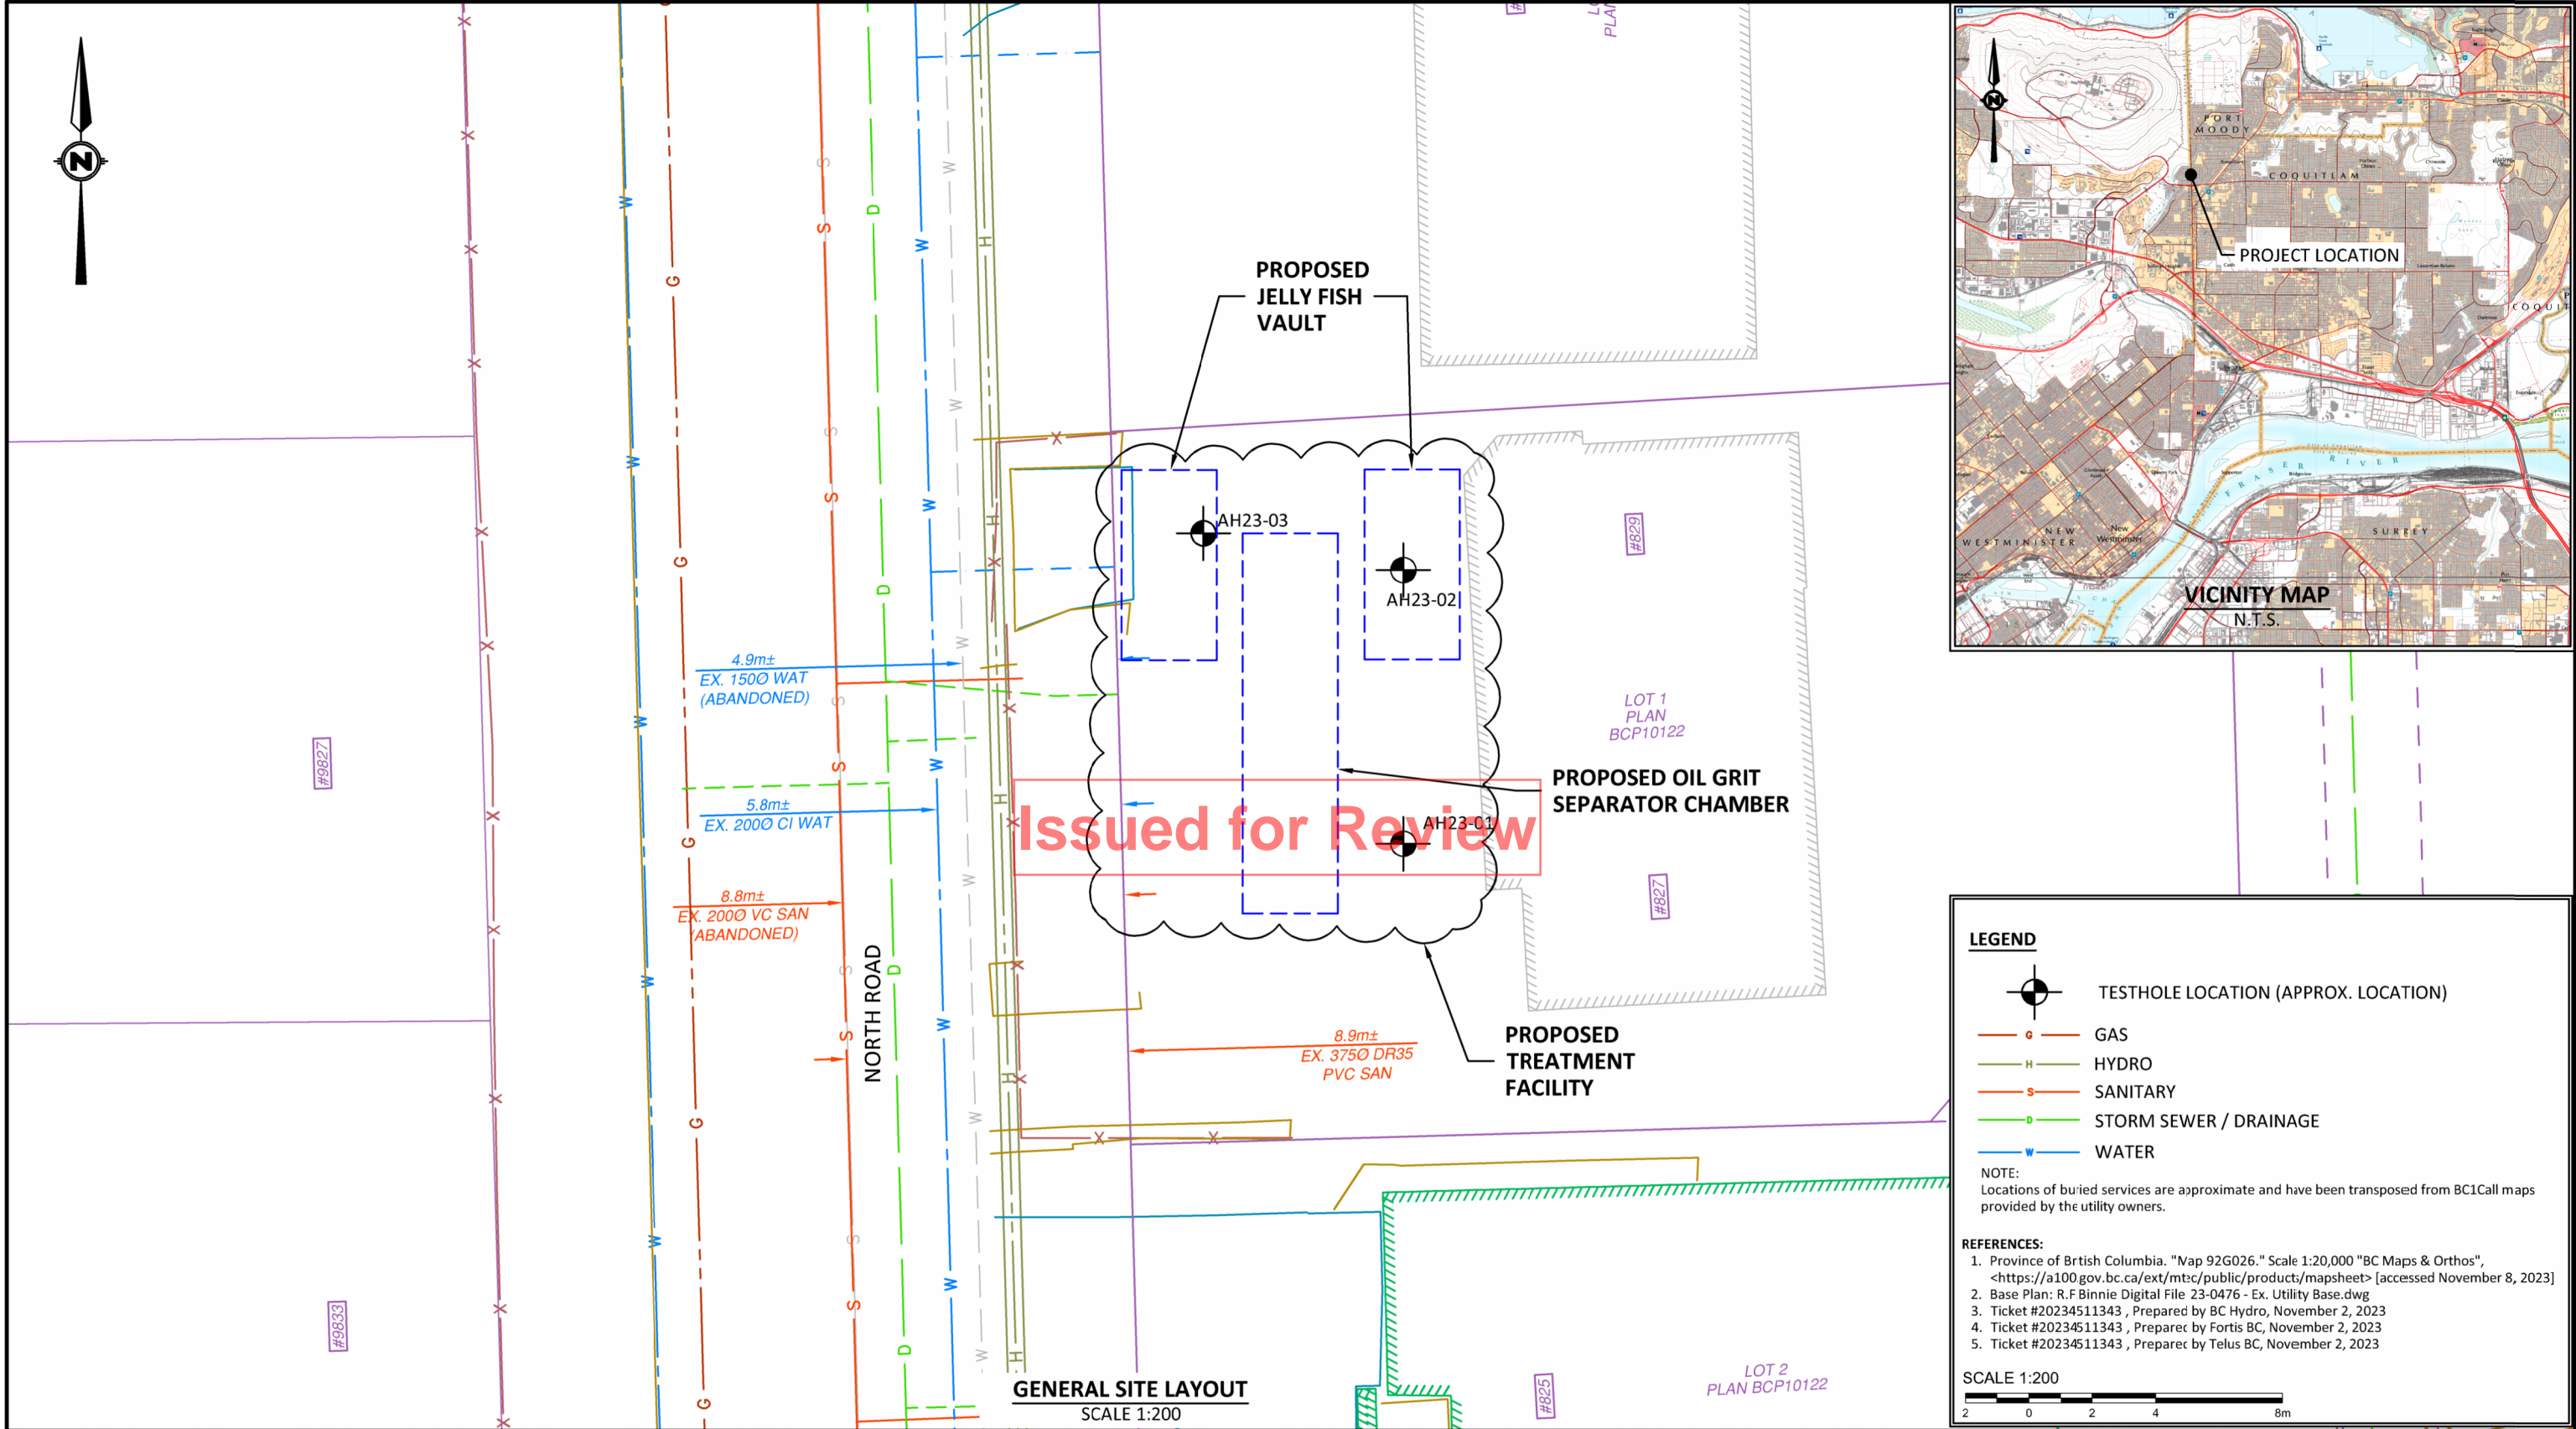 N
PROPOSED
JELLY FISH
VAULT
AH23-03
AH23-02
AH23-01
#829
#827
LOT 1
PLAN
BCP10122
PROPOSED OIL GRIT
SEPARATOR CHAMBER
4.9m±
EX. 150Ø WAT
(ABANDONED)
5.8m±
EX. 200Ø CI WAT
8.8m±
EX. 200Ø VC SAN
(ABANDONED)
#9827
#9833
NORTH ROAD
Issued for Review
8.9m±
EX. 375Ø DR35
PVC SAN
PROPOSED
TREATMENT
FACILITY
#825
LOT 2
PLAN BCP10122
GENERAL SITE LAYOUT
SCALE 1:200
N
PORT
MOODY
COQUITLAM
PROJECT LOCATION
FRASER RIVER
NEW
WESTMINISTER
New
Westminster
SURREY
VICINITY MAP
N.T.S.
LEGEND
TESTHOLE LOCATION (APPROX. LOCATION)
G GAS
H HYDRO
S SANITARY
D STORM SEWER / DRAINAGE
W WATER
NOTE:
Locations of buried services are approximate and have been transposed from BC1Call maps
provided by the utility owners.
REFERENCES:
1. Province of Brtish Columbia. "Map 92G026." Scale 1:20,000 "BC Maps & Orthos",
<https://a100.gov.bc.ca/ext/mtec/public/products/mapsheet> [accessed November 8, 2023]
2. Base Plan: R.F Binnie Digital File 23-0476 - Ex. Utility Base.dwg
3. Ticket #20234511343 , Prepared by BC Hydro, November 2, 2023
4. Ticket #20234511343 , Prepared by Fortis BC, November 2, 2023
5. Ticket #20234511343 , Prepared by Telus BC, November 2, 2023
SCALE 1:200
2 0 2 4 8m